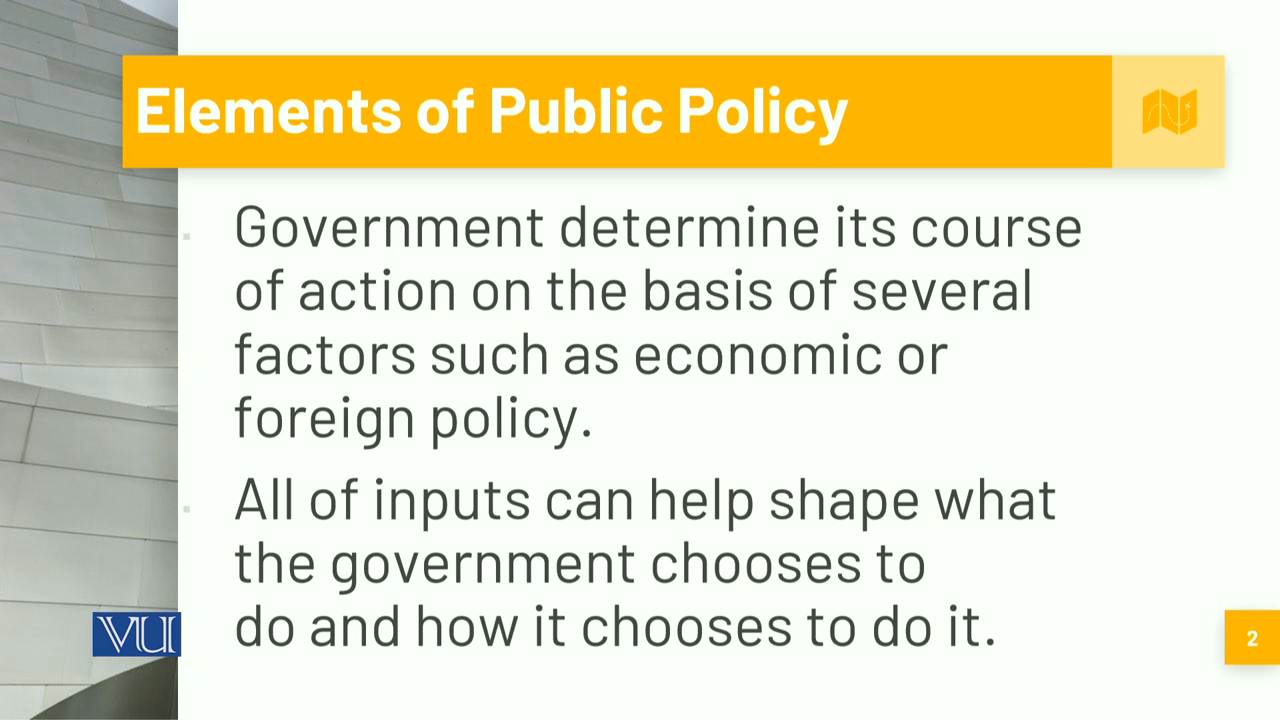 Elements of Public Policy
Government determine its course
of action on the basis of several
factors such as economic or
foreign policy.
All of inputs can help shape what
the government chooses to
do and how it chooses to do it.
VU
2